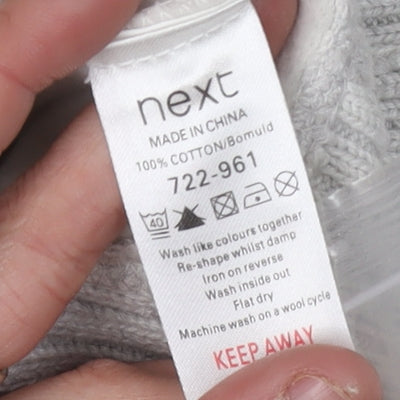 next
MADE IN CHINA
100% COTTON/Bomuld
722-961
40
Wash like colours together
Re-shape whilst damp
Iron on reverse
Wash inside out
Flat dry
Machine wash on a wool cycle
KEEP AWAY